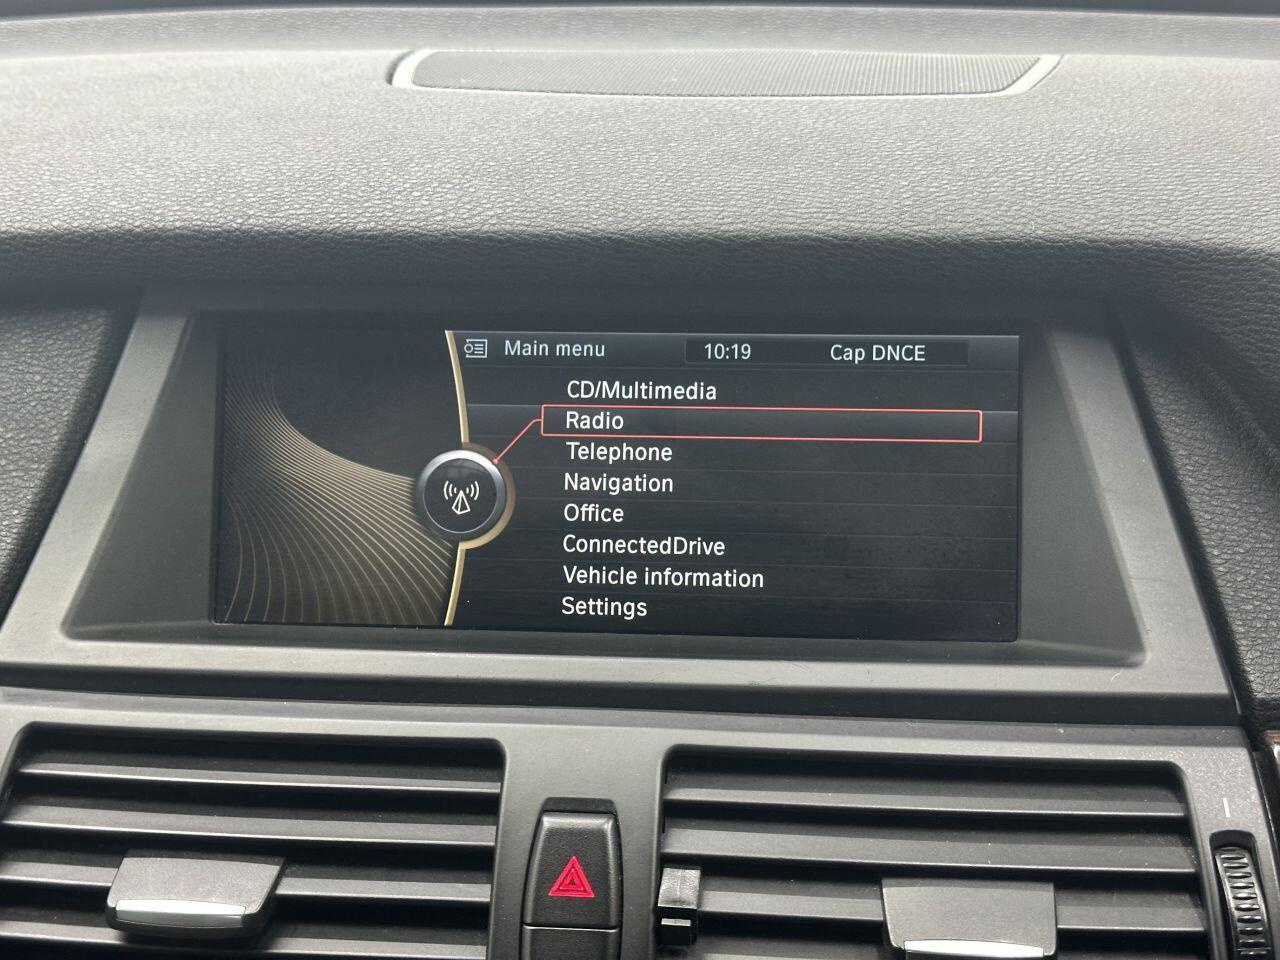 Main menu 10:19 Cap DNCE
CD/Multimedia
Radio
Telephone
Navigation
Office
ConnectedDrive
Vehicle information
Settings